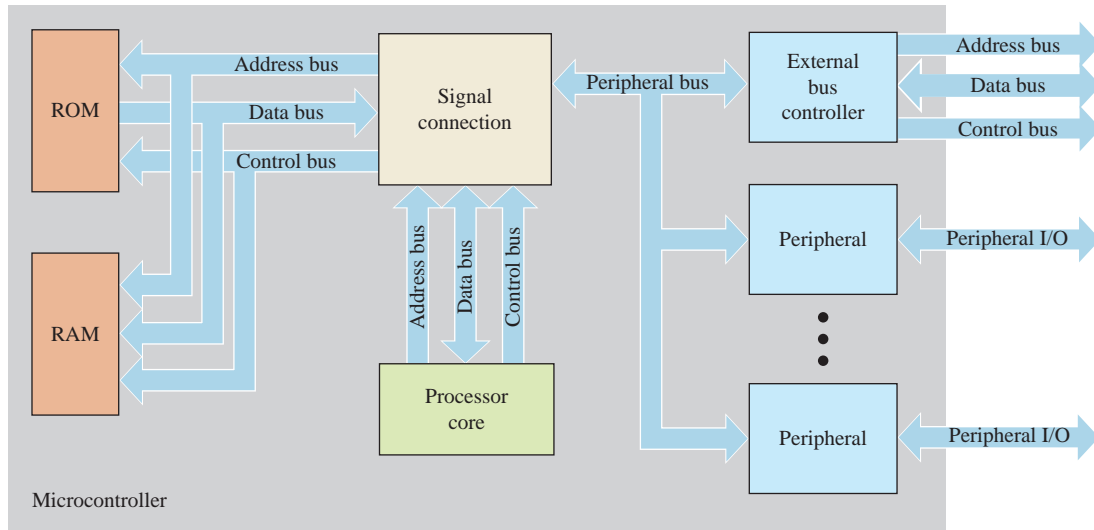 ROM
Address bus
Data bus
Control bus
Signal
connection
Peripheral bus
External
bus
controller
Address bus
Data bus
Control bus
RAM
Address bus
Data bus
Control bus
Peripheral
Peripheral I/O
Processor
core
Peripheral
Peripheral I/O
Microcontroller